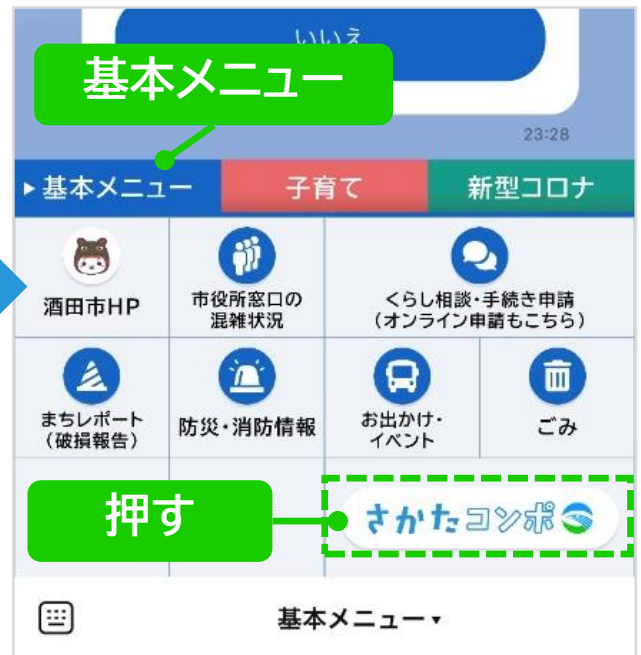 いいえ
基本メニュー
23:28
▸基本メニュー
子育て
新型コロナ
酒田市HP
市役所窓口の
混雑状況
くらし相談・手続き申請
(オンライン申請もこちら)
まちレポート
(破損報告)
防災・消防情報
お出かけ・
イベント
ごみ
押す
さかたコンポ
基本メニュー▾